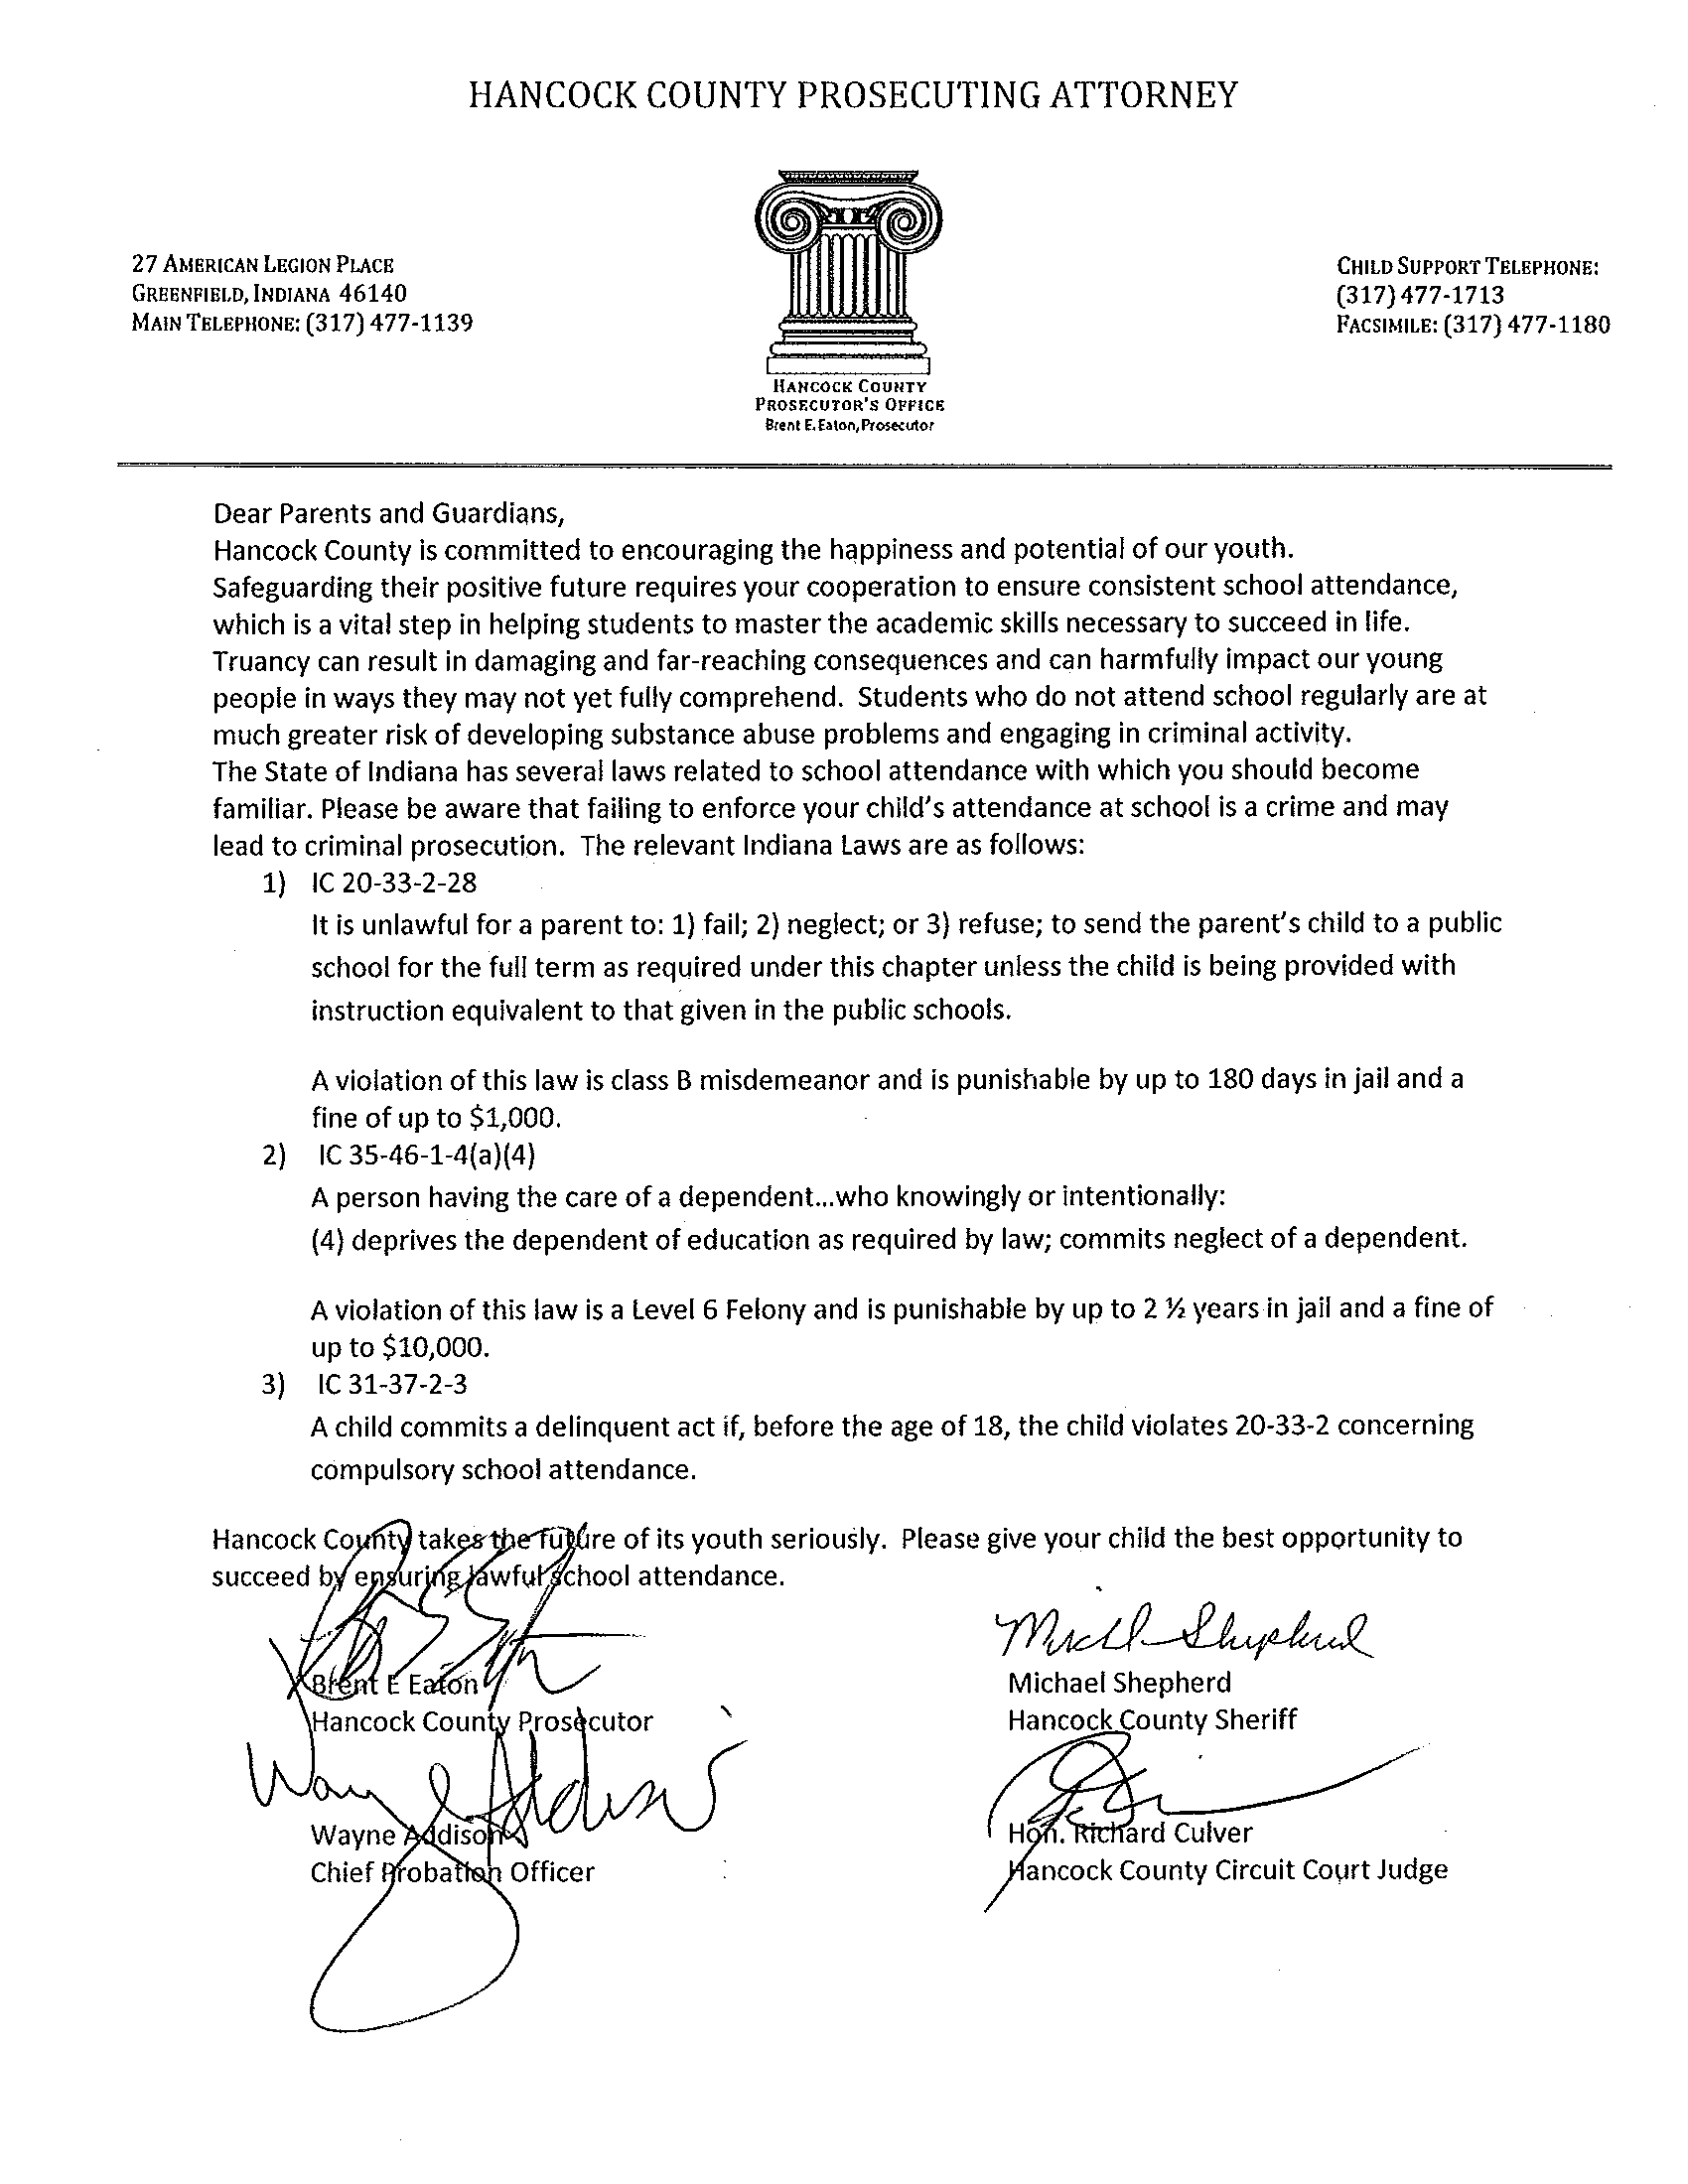 HANCOCK COUNTY PROSECUTING ATTORNEY
27 AMERICAN LEGION PLACE
GREENFIELD, INDIANA 46140
MAIN TELEPHONE: (317) 477-1139
CHILD SUPPORT TELEPHONE:
(317) 477-1713
FACSIMILE: (317) 477-1180
HANCOCK COUNTY
PROSECUTOR'S OFFICE
Brent E. Eaton, Prosecutor
Dear Parents and Guardians,
Hancock County is committed to encouraging the happiness and potential of our youth.
Safeguarding their positive future requires your cooperation to ensure consistent school attendance,
which is a vital step in helping students to master the academic skills necessary to succeed in life.
Truancy can result in damaging and far-reaching consequences and can harmfully impact our young
people in ways they may not yet fully comprehend. Students who do not attend school regularly are at
much greater risk of developing substance abuse problems and engaging in criminal activity.
The State of Indiana has several laws related to school attendance with which you should become
familiar. Please be aware that failing to enforce your child's attendance at school is a crime and may
lead to criminal prosecution. The relevant Indiana Laws are as follows:
1) IC 20-33-2-28
It is unlawful for a parent to: 1) fail; 2) neglect; or 3) refuse; to send the parent's child to a public
school for the full term as required under this chapter unless the child is being provided with
instruction equivalent to that given in the public schools.
A violation of this law is class B misdemeanor and is punishable by up to 180 days in jail and a
fine of up to $1,000.
2) IC 35-46-1-4(a)(4)
A person having the care of a dependent...who knowingly or intentionally:
(4) deprives the dependent of education as required by law; commits neglect of a dependent.
A violation of this law is a Level 6 Felony and is punishable by up to 2 ½ years in jail and a fine of
up to $10,000.
3) IC 31-37-2-3
A child commits a delinquent act if, before the age of 18, the child violates 20-33-2 concerning
compulsory school attendance.
Hancock County takes the future of its youth seriously. Please give your child the best opportunity to
succeed by ensuring lawful school attendance.
Michael Shepherd
Brent E Eaton
Hancock County Prosecutor
Michael Shepherd
Hancock County Sheriff
Wayne Addison
Wayne Addison
Chief Probation Officer
Hon. Richard Culver
Hancock County Circuit Court Judge